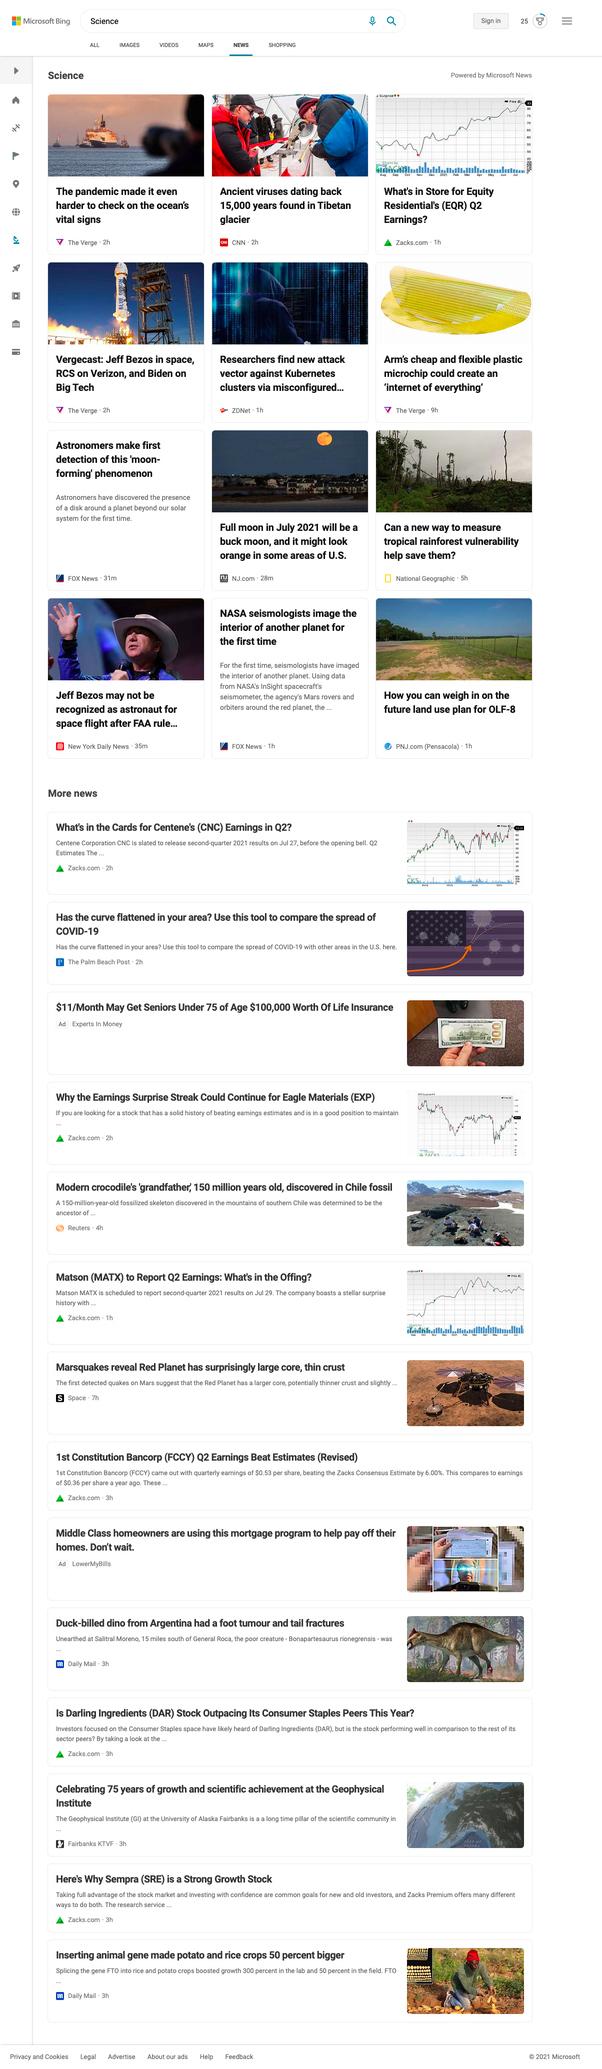 Microsoft Bing
Science
Sign in
25
ALL
IMAGES
VIDEOS
MAPS
NEWS
SHOPPING
Science
Powered by Microsoft News
The pandemic made it even
harder to check on the ocean's
vital signs
The Verge · 2h
Ancient viruses dating back
15,000 years found in Tibetan
glacier
CNN · 2h
What's in Store for Equity
Residential's (EQR) Q2
Earnings?
Zacks.com · 1h
Vergecast: Jeff Bezos in space,
RCS on Verizon, and Biden on
Big Tech
The Verge · 2h
Researchers find new attack
vector against Kubernetes
clusters via misconfigured…
ZDNet · 1h
Arm's cheap and flexible plastic
microchip could create an
'internet of everything'
The Verge · 9h
Astronomers make first
detection of this 'moon-
forming' phenomenon
Astronomers have discovered the presence
of a disk around a planet beyond our solar
system for the first time.
FOX News · 31m
Full moon in July 2021 will be a
buck moon, and it might look
orange in some areas of U.S.
NJ.com · 28m
Can a new way to measure
tropical rainforest vulnerability
help save them?
National Geographic · 5h
Jeff Bezos may not be
recognized as astronaut for
space flight after FAA rule…
New York Daily News · 35m
NASA seismologists image the
interior of another planet for
the first time
For the first time, seismologists have imaged
the interior of another planet. Using data
from NASA's InSight spacecraft's
seismometer, the agency's Mars rovers and
orbiters around the red planet, the ...
FOX News · 1h
How you can weigh in on the
future land use plan for OLF-8
PNJ.com (Pensacola) · 1h
More news
What's in the Cards for Centene's (CNC) Earnings in Q2?
Centene Corporation CNC is slated to release second-quarter 2021 results on Jul 27, before the opening bell. Q2
Estimates The ...
Zacks.com · 2h
Has the curve flattened in your area? Use this tool to compare the spread of
COVID-19
Has the curve flattened in your area? Use this tool to compare the spread of COVID-19 with other areas in the U.S. here.
The Palm Beach Post · 2h
$11/Month May Get Seniors Under 75 of Age $100,000 Worth Of Life Insurance
Ad Experts In Money
Why the Earnings Surprise Streak Could Continue for Eagle Materials (EXP)
If you are looking for a stock that has a solid history of beating earnings estimates and is in a good position to maintain
...
Zacks.com · 2h
Modern crocodile's 'grandfather,' 150 million years old, discovered in Chile fossil
A 150-million-year-old fossilized skeleton discovered in the mountains of southern Chile was determined to be the
ancestor of ...
Reuters · 4h
Matson (MATX) to Report Q2 Earnings: What's in the Offing?
Matson MATX is scheduled to report second-quarter 2021 results on Jul 29. The company boasts a stellar surprise
history with ...
Zacks.com · 1h
Marsquakes reveal Red Planet has surprisingly large core, thin crust
The first detected quakes on Mars suggest that the Red Planet has a larger core, potentially thinner crust and slightly ...
Space · 7h
1st Constitution Bancorp (FCCY) Q2 Earnings Beat Estimates (Revised)
1st Constitution Bancorp (FCCY) came out with quarterly earnings of $0.53 per share, beating the Zacks Consensus Estimate by 6.00%. This compares to earnings
of $0.36 per share a year ago. These ...
Zacks.com · 3h
Middle Class homeowners are using this mortgage program to help pay off their
homes. Don't wait.
Ad LowerMyBills
Duck-billed dino from Argentina had a foot tumour and tail fractures
Unearthed at Salitral Moreno, 15 miles south of General Roca, the poor creature - Bonapartesaurus rionegrensis - was
...
Daily Mail · 3h
Is Darling Ingredients (DAR) Stock Outpacing Its Consumer Staples Peers This Year?
Investors focused on the Consumer Staples space have likely heard of Darling Ingredients (DAR), but is the stock performing well in comparison to the rest of its
sector peers? By taking a look at the ...
Zacks.com · 3h
Celebrating 75 years of growth and scientific achievement at the Geophysical
Institute
The Geophysical Institute (GI) at the University of Alaska Fairbanks is a a long time pillar of the scientific community in
...
Fairbanks KTVF · 3h
Here's Why Sempra (SRE) is a Strong Growth Stock
Taking full advantage of the stock market and investing with confidence are common goals for new and old investors, and Zacks Premium offers many different
ways to do both. The research service ...
Zacks.com · 3h
Inserting animal gene made potato and rice crops 50 percent bigger
Splicing the gene FTO into rice and potato crops boosted growth 300 percent in the lab and 50 percent in the field. FTO
...
Daily Mail · 3h
Privacy and Cookies
Legal
Advertise
About our ads
Help
Feedback
© 2021 Microsoft